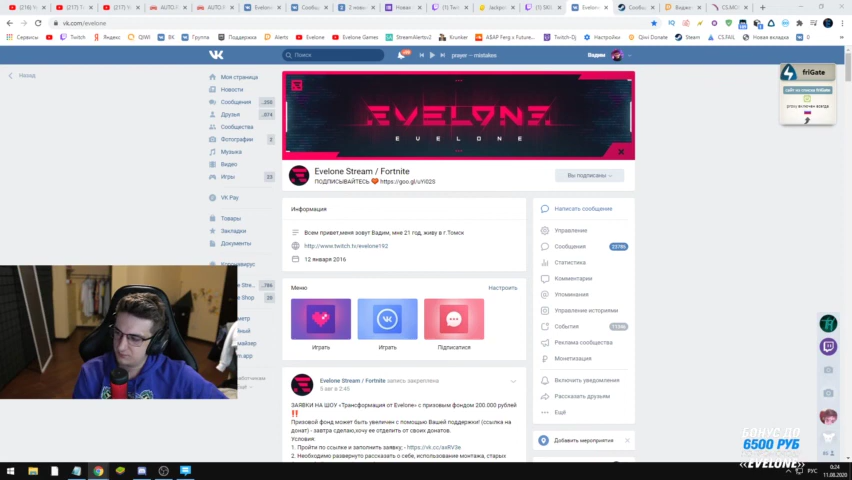 vk.com/evelone
Сервисы
Twitch
Яндекс
QIWI
ВК
Группа
Поддержка
Alerts
Evelone
Evelone Games
StreamAlertsv2
Krunker
Twitch-Dj
Настройки
Qiwi Donate
Steam
CS.FAIL
Новая вкладка
Поиск
prayer – mistakes
Вадим
friGate
Назад
Моя страница
Новости
Сообщения
Друзья
Сообщества
Фотографии
Музыка
Видео
Игры
23
VK Pay
Товары
Закладки
Документы
EVELONE
E V E L O N E
Evelone Stream / Fortnite
Вы подписаны
Информация
Всем привет,меня зовут Вадим, мне 21 год, живу в г.Томск
http://www.twitch.tv/evelone192
12 января 2016
Меню
Настроить
Играть
Играть
Підписатися
Evelone Stream / Fortnite запись закреплена
5 авг в 2:45
ЗАЯВКИ НА ШОУ «Трансформация от Evelone» с призовым фондом 200.000 рублей
‼
Призовой фонд может быть увеличен с помощью Вашей поддержки! (ссылка на
донат) - завтра сделаю,хочу ее отделить от своих донатов.
Условия:
1. Пройти по ссылке и заполнить заявку; - https://vk.cc/axRV3e
2. Необходимо развернуто рассказать о себе, использование монтажа, старых
Написать сообщение
Управление
Сообщения
Статистика
Комментарии
Упоминания
Управление историями
События
Реклама сообщества
Монетизация
Включить уведомления
Рассказать друзьям
Ещё
Добавить мероприятие
БОНУС ДО
6500 РУБ
«EVELONE»
РУС
0:24
11.08.2020